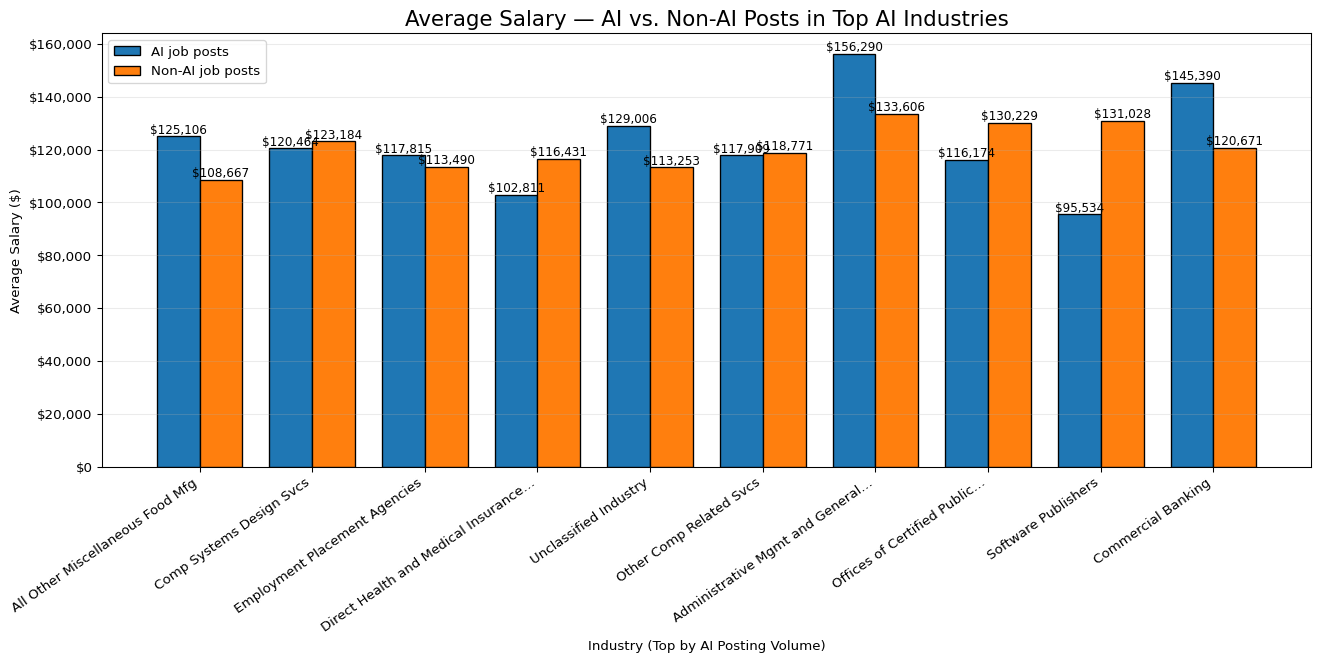 Average Salary — AI vs. Non-AI Posts in Top AI Industries
AI job posts
Non-AI job posts
Average Salary ($)
$160,000
$140,000
$120,000
$100,000
$80,000
$60,000
$40,000
$20,000
$0
$125,106
$108,667
$120,464
$123,184
$117,815
$113,490
$102,811
$116,431
$129,006
$113,253
$118,771
$156,290
$133,606
$116,174
$130,229
$95,534
$131,028
$145,390
$120,671
All Other Miscellaneous Food Mfg
Comp Systems Design Svcs
Employment Placement Agencies
Direct Health and Medical Insurance…
Unclassified Industry
Other Comp Related Svcs
Administrative Mgmt and General…
Offices of Certified Public…
Software Publishers
Commercial Banking
Industry (Top by AI Posting Volume)